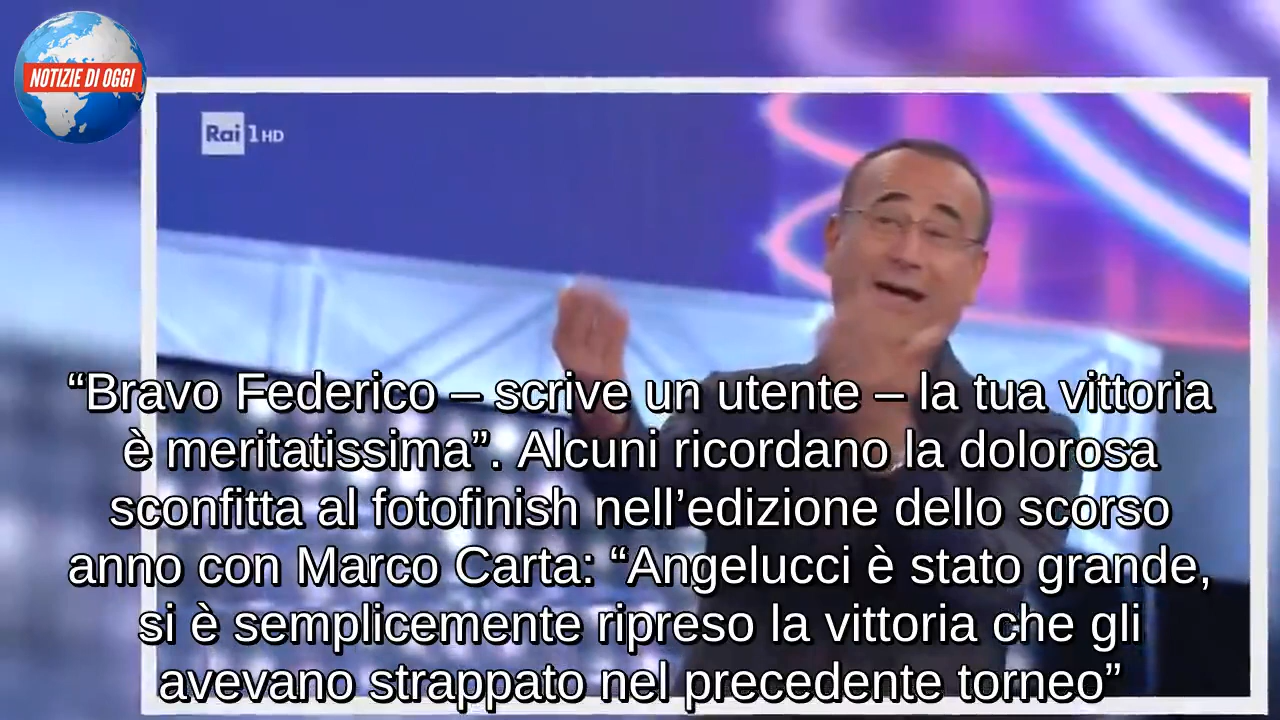 NOTIZIE DI OGGI
Rai 1 HD
“Bravo Federico – scrive un utente – la tua vittoria
è meritatissima”. Alcuni ricordano la dolorosa
sconfitta al fotofinish nell’edizione dello scorso
anno con Marco Carta: “Angelucci è stato grande,
si è semplicemente ripreso la vittoria che gli
avevano strappato nel precedente torneo”